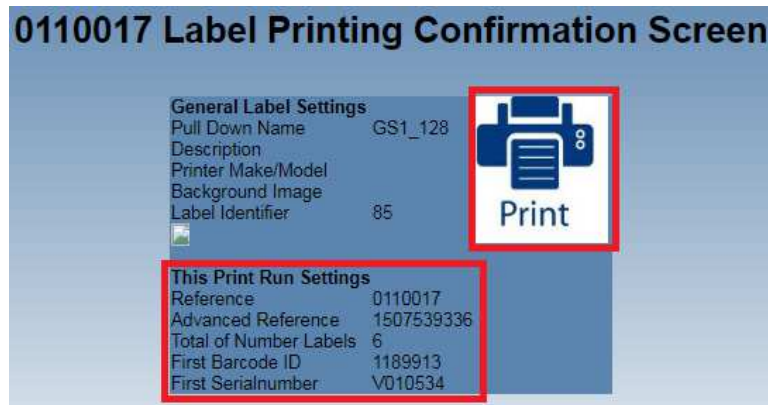 0110017 Label Printing Confirmation Screen
General Label Settings
Pull Down Name GS1_128
Description
Printer Make/Model
Background Image
Label Identifier 85
Print
This Print Run Settings
Reference 0110017
Advanced Reference 1507539336
Total of Number Labels 6
First Barcode ID 1189913
First Serialnumber V010534